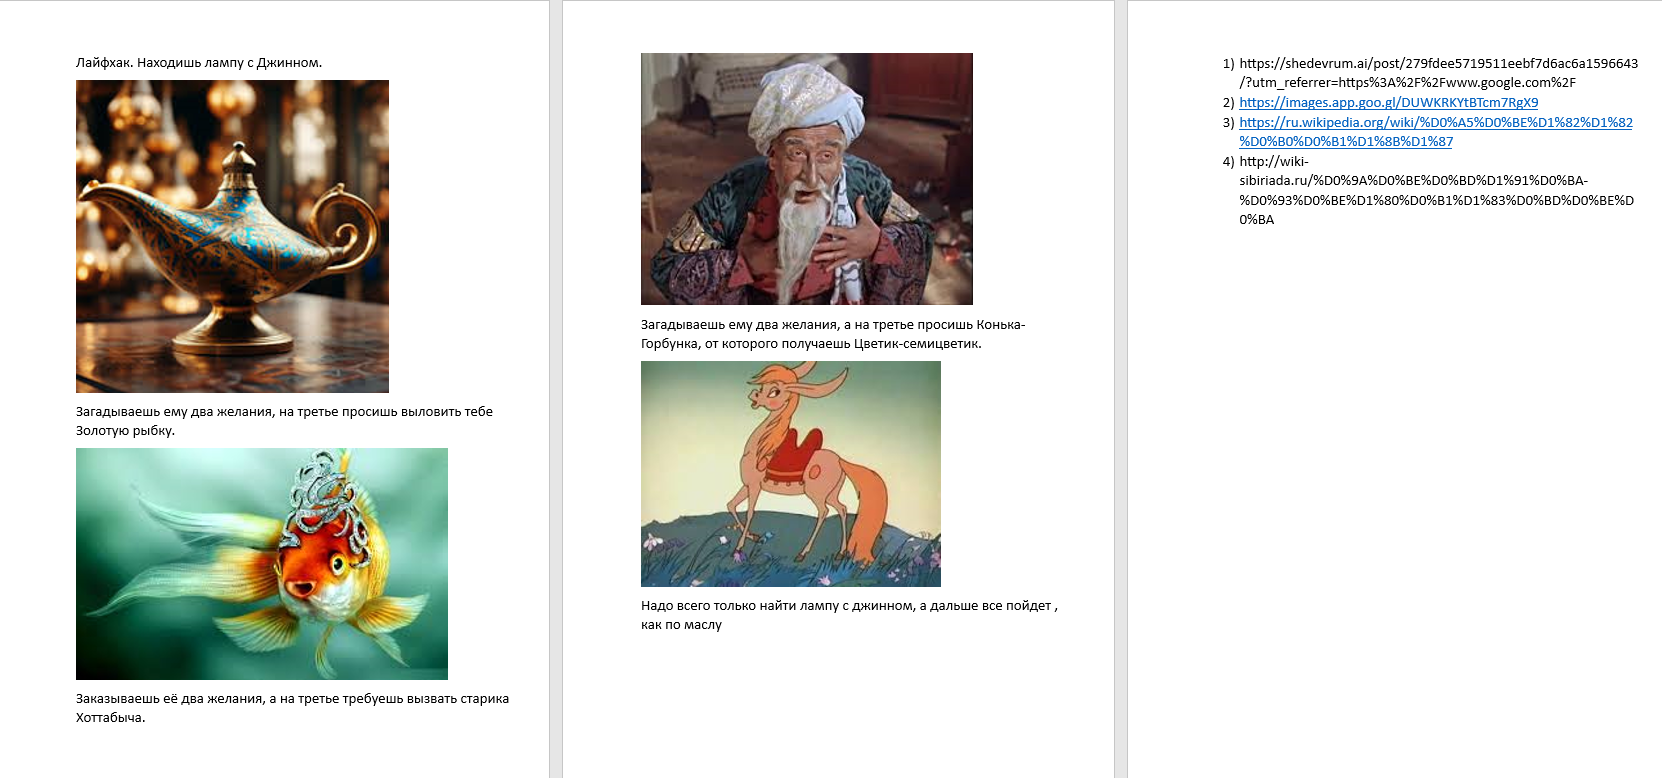 Лайфхак. Находишь лампу с Джинном.
Загадываешь ему два желания, на третье просишь выловить тебе
Золотую рыбку.
Заказываешь её два желания, а на третье требуешь вызвать старика
Хоттабыча.
Загадываешь ему два желания, а на третье просишь Конька-
Горбунка, от которого получаешь Цветик-семицветик.
Надо всего только найти лампу с джинном, а дальше все пойдет ,
как по маслу
1) https://shedevrum.ai/post/279fdee5719511eebf7d6ac6a1596643
/?utm_referrer=https%3A%2F%2Fwww.google.com%2F
2) https://images.app.goo.gl/DUWKRKYtBTcm7RgX9
3) https://ru.wikipedia.org/wiki/%D0%A5%D0%BE%D1%82%D1%82
%D0%B0%D0%B1%D1%8B%D1%87
4) http://wiki-
sibiriada.ru/%D0%9A%D0%BE%D0%BD%D1%91%D0%BA-
%D0%93%D0%BE%D1%80%D0%B1%D1%83%D0%BD%D0%BE%D
0%BA